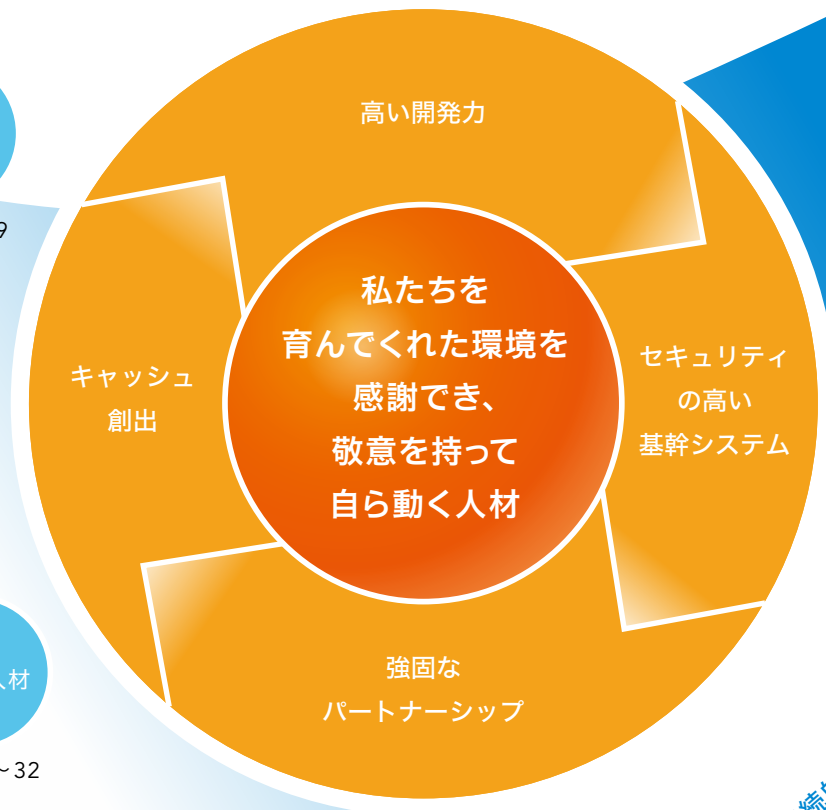 高い開発力
9
私たちを
育んでくれた環境を
感謝でき、
敬意を持って
自ら動く人材
キャッシュ
創出
セキュリティ
の高い
基幹システム
強固な
パートナーシップ
人材
~32
続